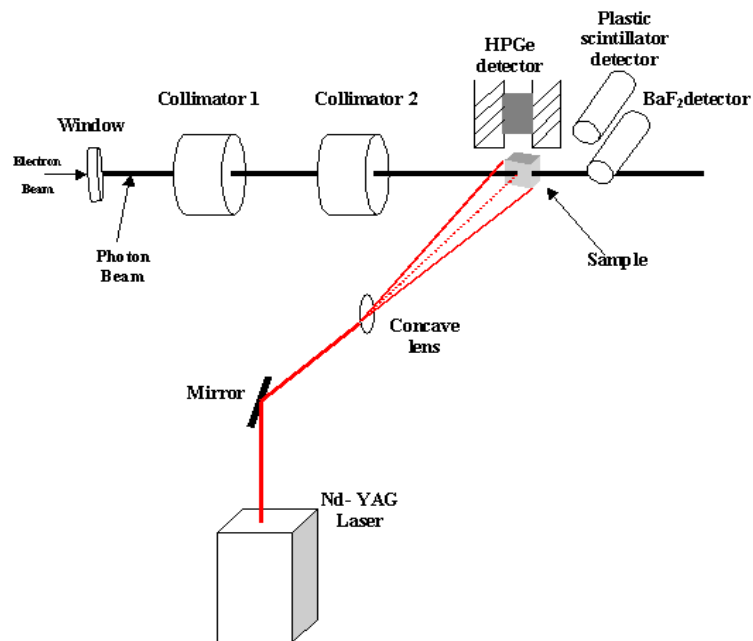 Plastic
scintillator
detector
HPGe
detector
BaF₂detector
Collimator 1
Collimator 2
Window
Electron
Beam
Photon
Beam
Sample
Concave
lens
Mirror
Nd- YAG
Laser